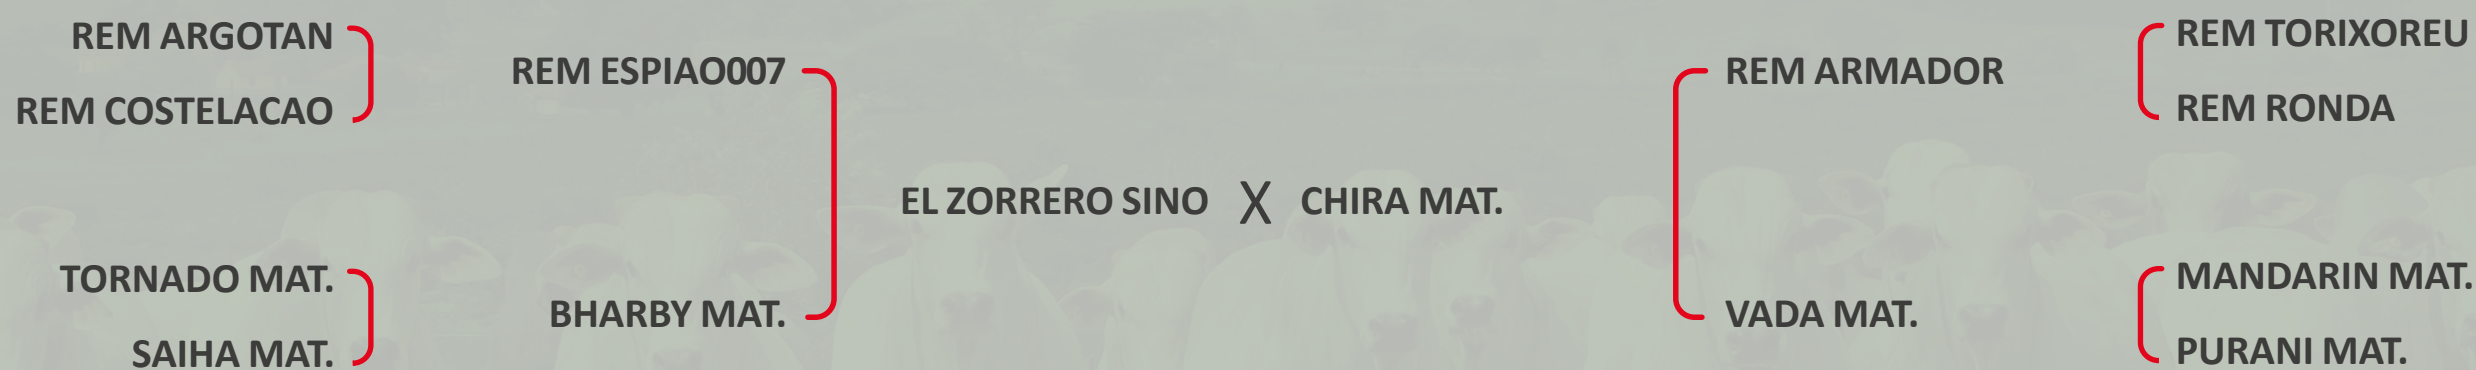 REM ARGOTAN
REM COSTELACAO
TORNADO MAT.
SAIHA MAT.
REM ESPIAO007
BHARBY MAT.
EL ZORRERO SINO X CHIRA MAT.
REM ARMADOR
VADA MAT.
REM TORIXOREU
REM RONDA
MANDARIN MAT.
PURANI MAT.